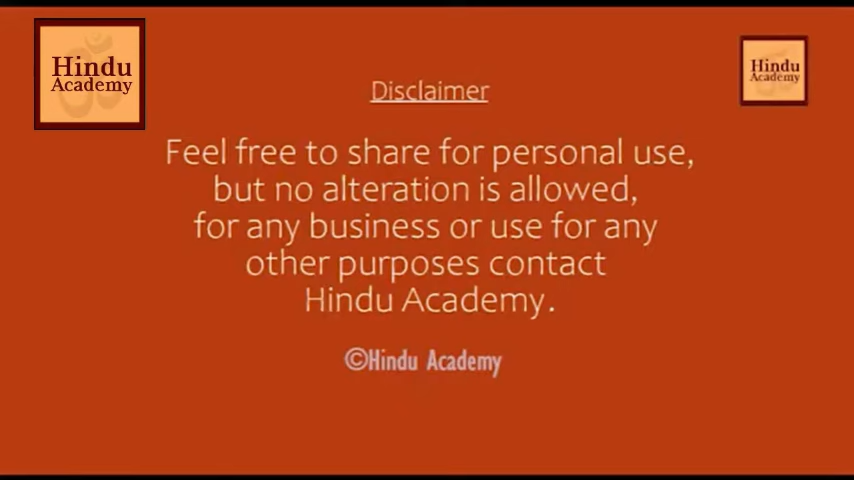 Hindu
Academy
Hindu
Academy
Disclaimer
Feel free to share for personal use,
but no alteration is allowed,
for any business or use for any
other purposes contact
Hindu Academy.
©Hindu Academy